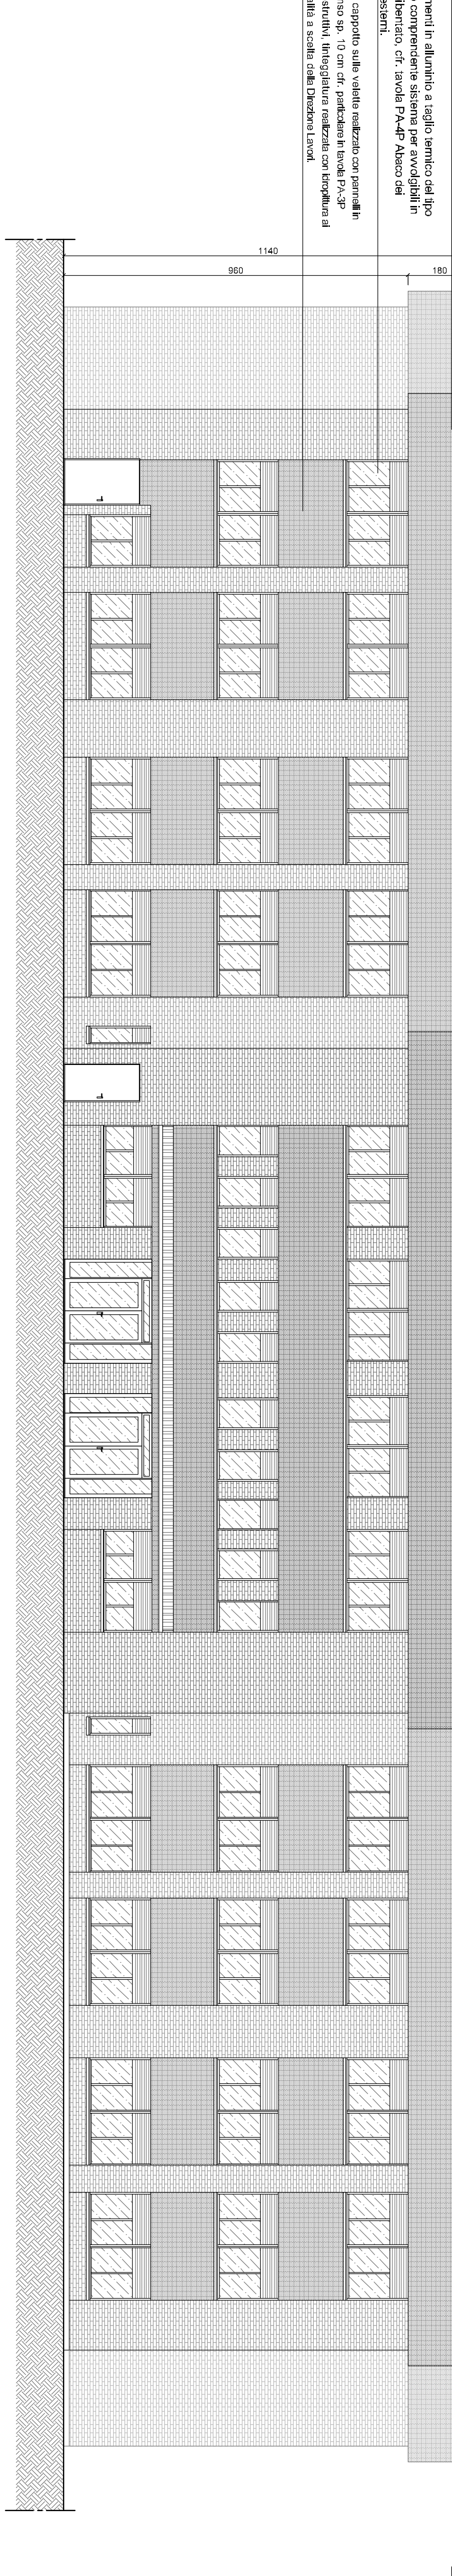 menti in alluminio a taglio termico del tipo
comprendente sistema per avvolgibili in
ibentato, cfr. tavola PA-4P Abaco dei
esterni.
cappotto sulle velette realizzato con pannelli in
nso sp. 10 cm cfr. particolare in tavola PA-3P
struttivi, tinteggiatura realizzata con idropittura ai
alità a scelta della Direzione Lavori.
1140
960
180